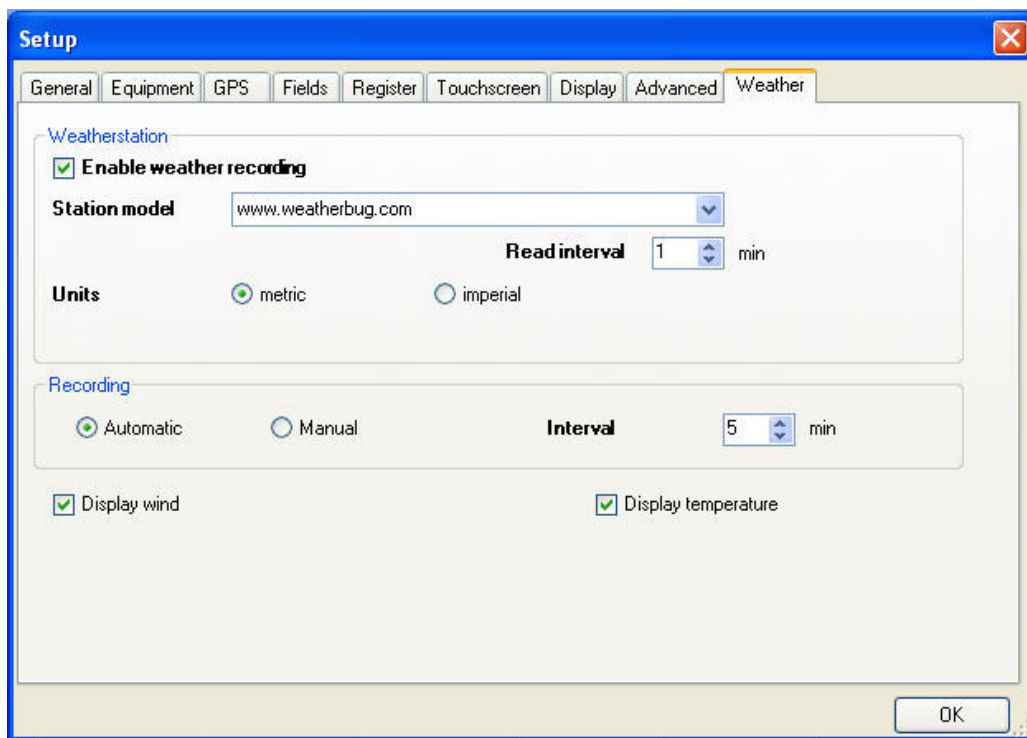 Setup
General Equipment GPS Fields Register Touchscreen Display Advanced Weather
Weatherstation
Enable weather recording
Station model www.weatherbug.com
Read interval 1 min
Units metric imperial
Recording
Automatic Manual Interval 5 min
Display wind Display temperature
OK